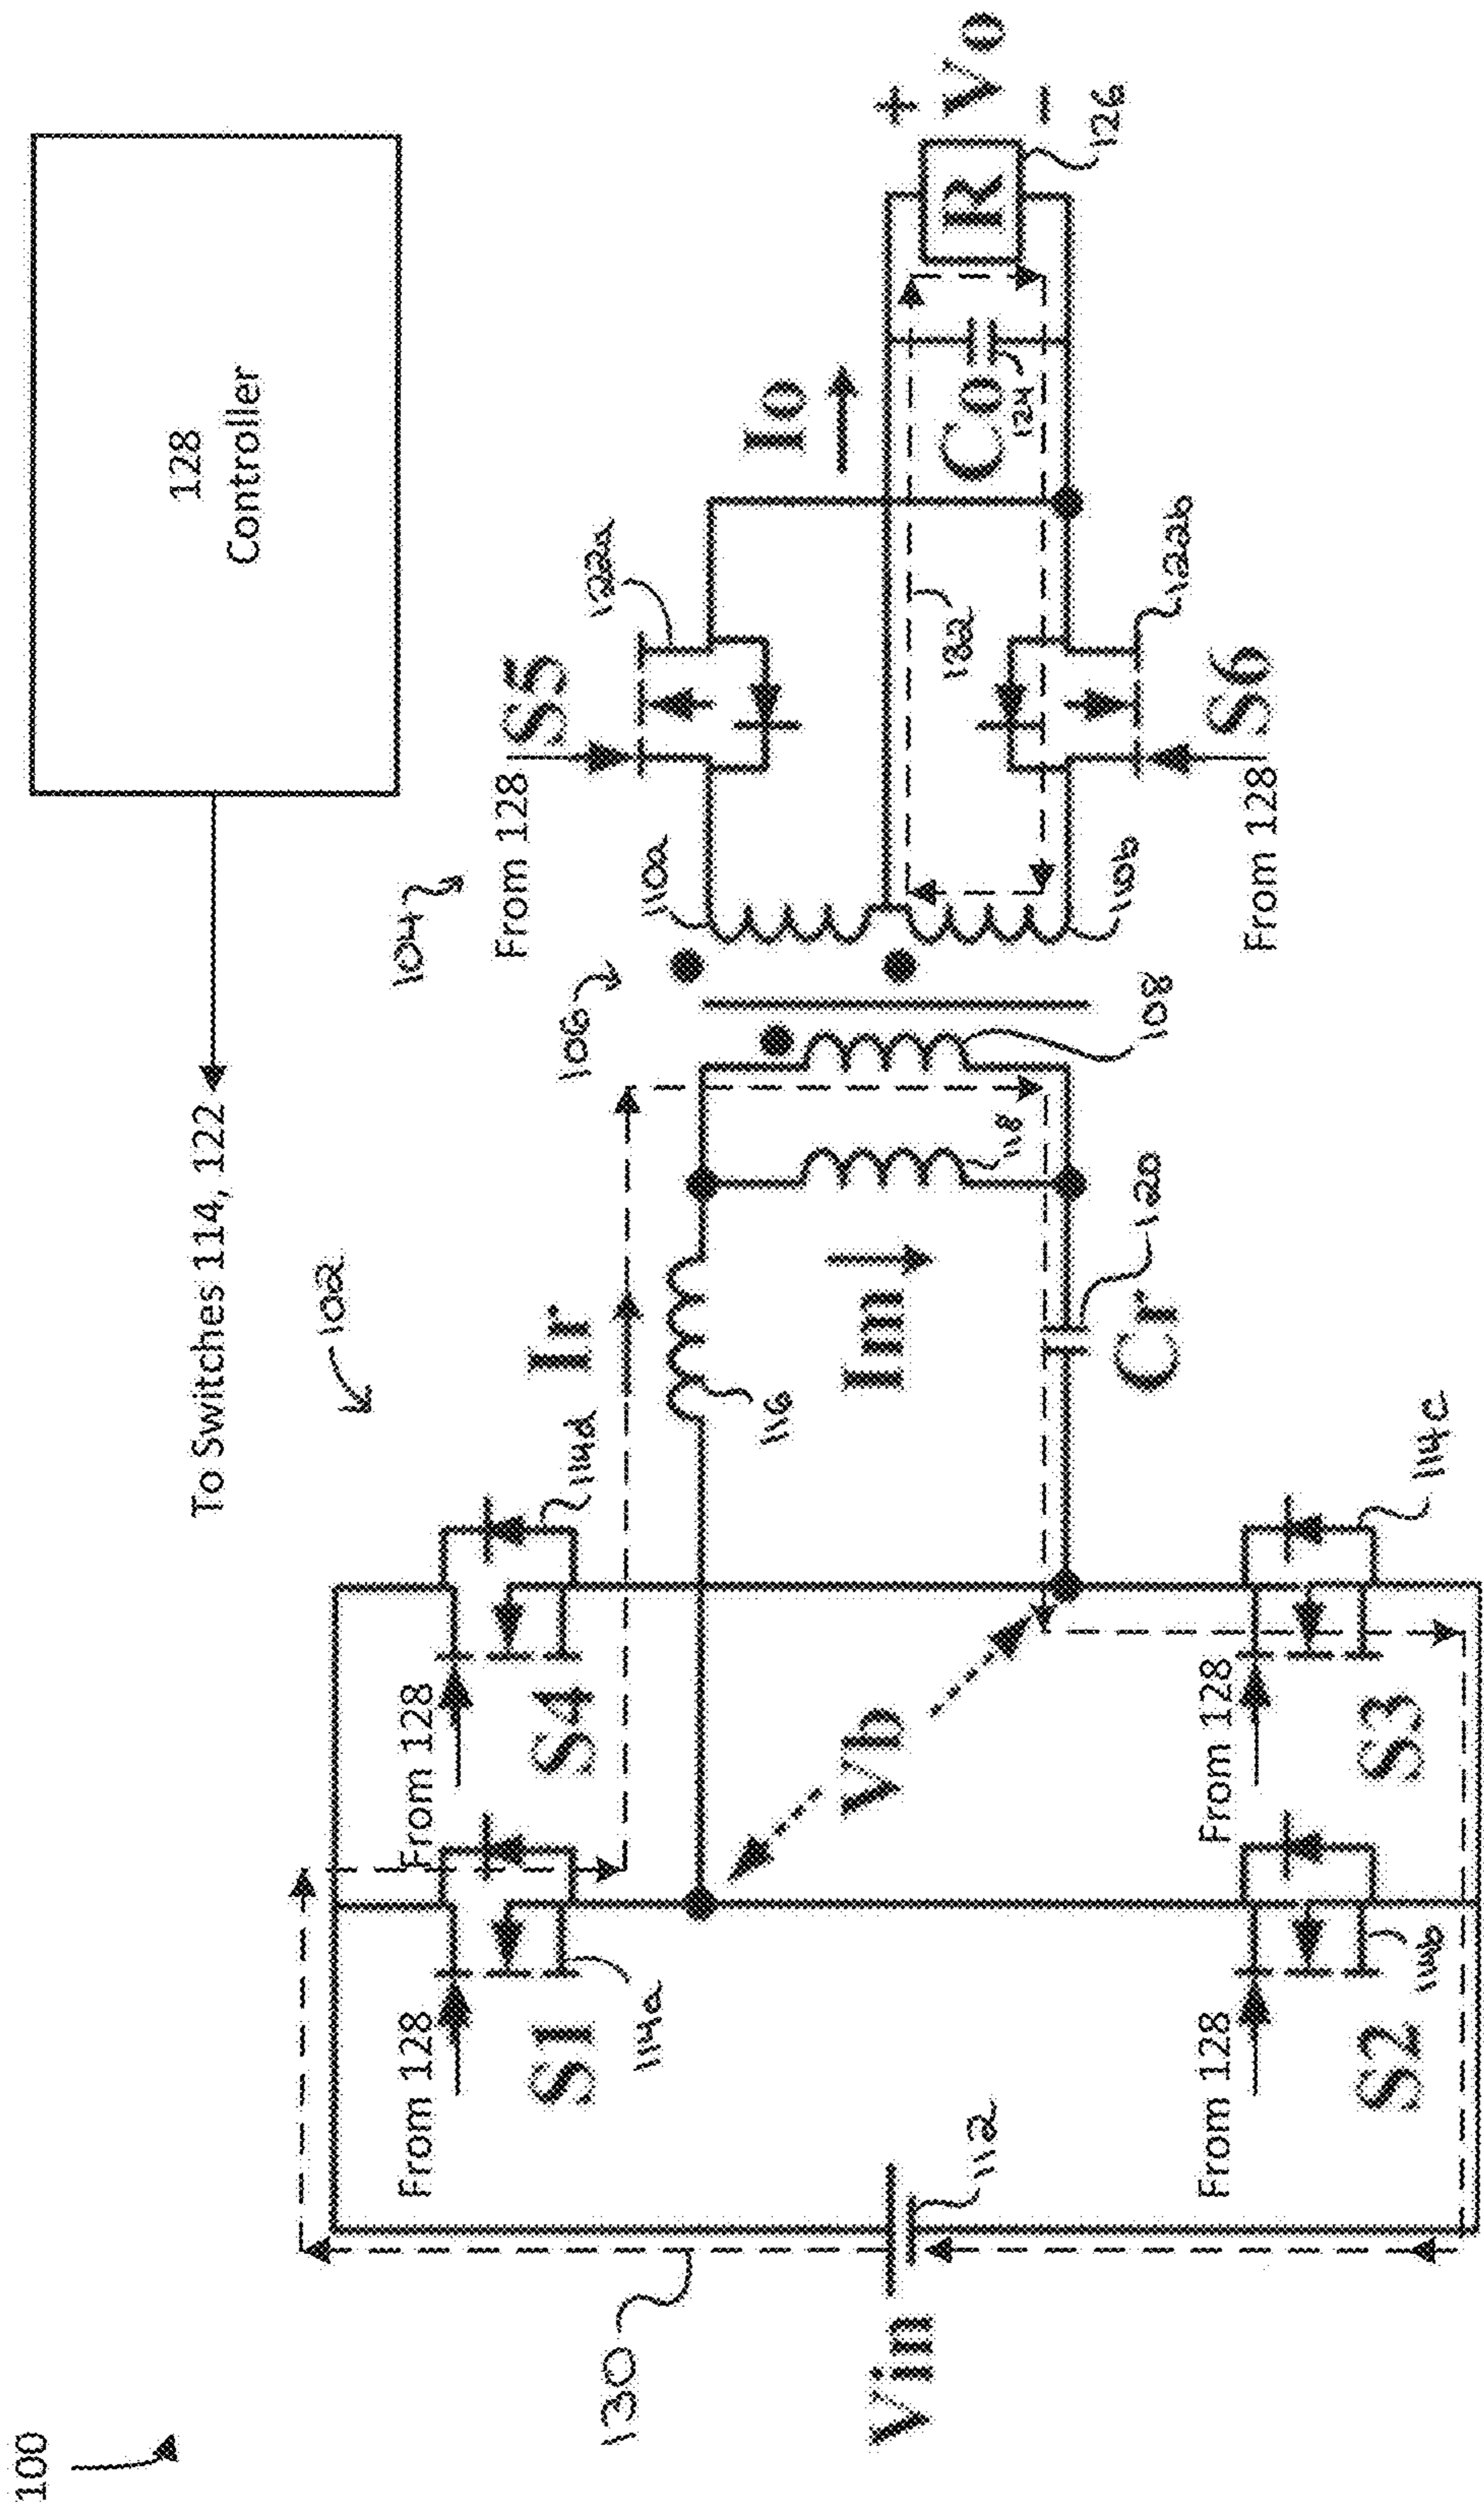 100
128
Controller
To Switches 114, 122
102
104
106
130
Vin
112
From 128
S1
114a
From 128
S4
114d
From 128
S2
114b
From 128
S3
114c
Vb
Ir
116
Im
118
Cr
120
108
110a
110b
From 128
S5
122a
From 128
S6
122b
132
Io
Co
124
R
126
+
Vo
-